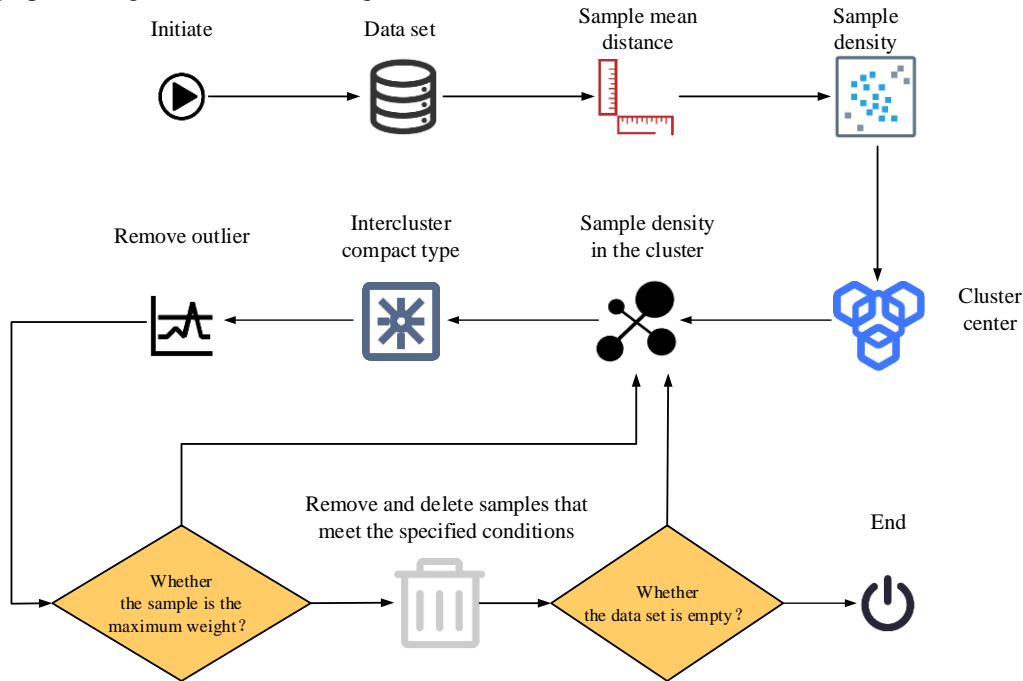 Initiate
Data set
Sample mean
distance
Sample
density
Remove outlier
Intercluster
compact type
Sample density
in the cluster
Cluster
center
Remove and delete samples that
meet the specified conditions
End
Whether
the sample is the
maximum weight?
Whether
the data set is empty?